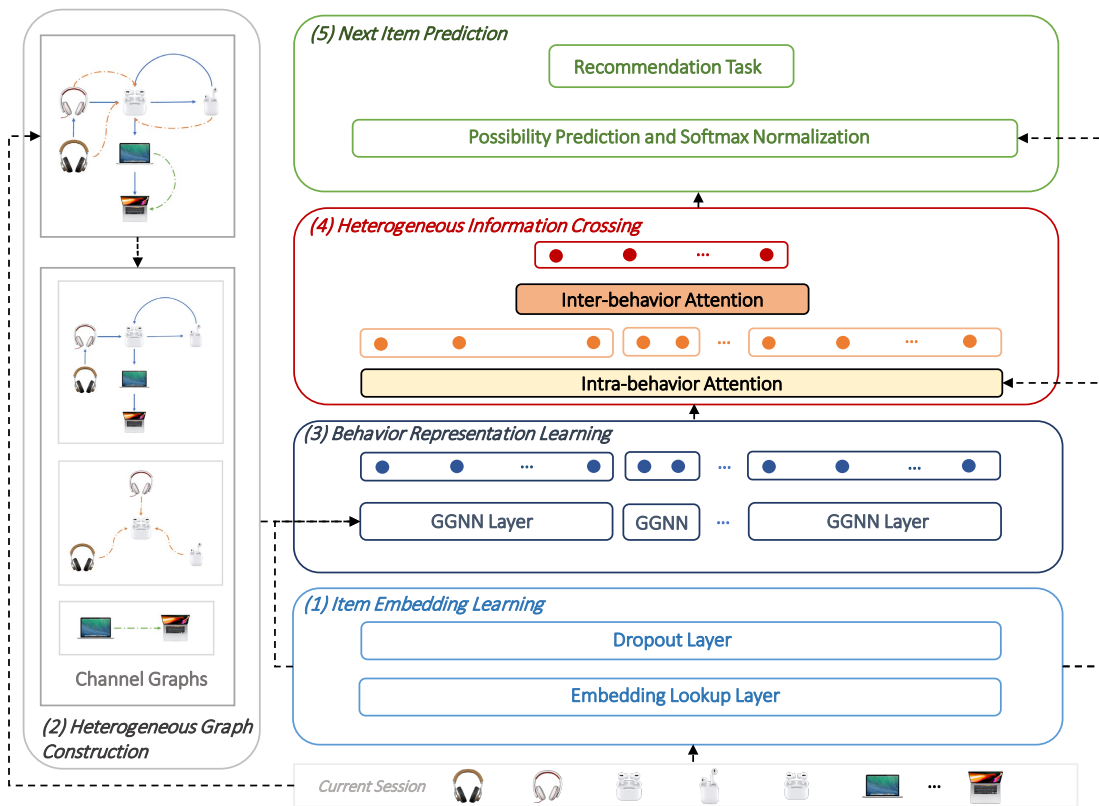 (5) Next Item Prediction
Recommendation Task
Possibility Prediction and Softmax Normalization
(4) Heterogeneous Information Crossing
...
Inter-behavior Attention
...
...
Intra-behavior Attention
(3) Behavior Representation Learning
...
...
...
GGNN Layer
GGNN
...
GGNN Layer
(1) Item Embedding Learning
Dropout Layer
Embedding Lookup Layer
Channel Graphs
(2) Heterogeneous Graph
Construction
Current Session
...